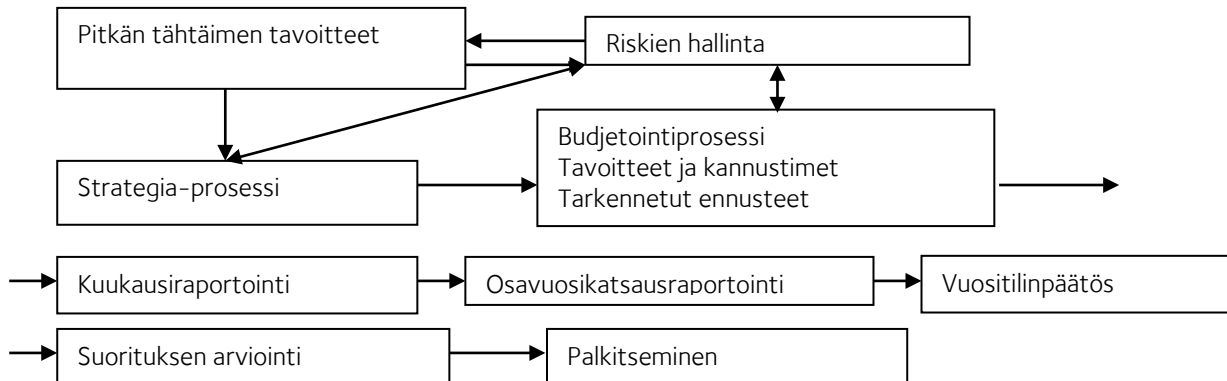 Pitkän tähtäimen tavoitteet
Riskien hallinta
Budjetointiprosessi
Tavoitteet ja kannustimet
Tarkennetut ennusteet
Strategia-prosessi
Kuukausiraportointi
Osavuosikatsausraportointi
Vuositilinpäätös
Suorituksen arviointi
Palkitseminen